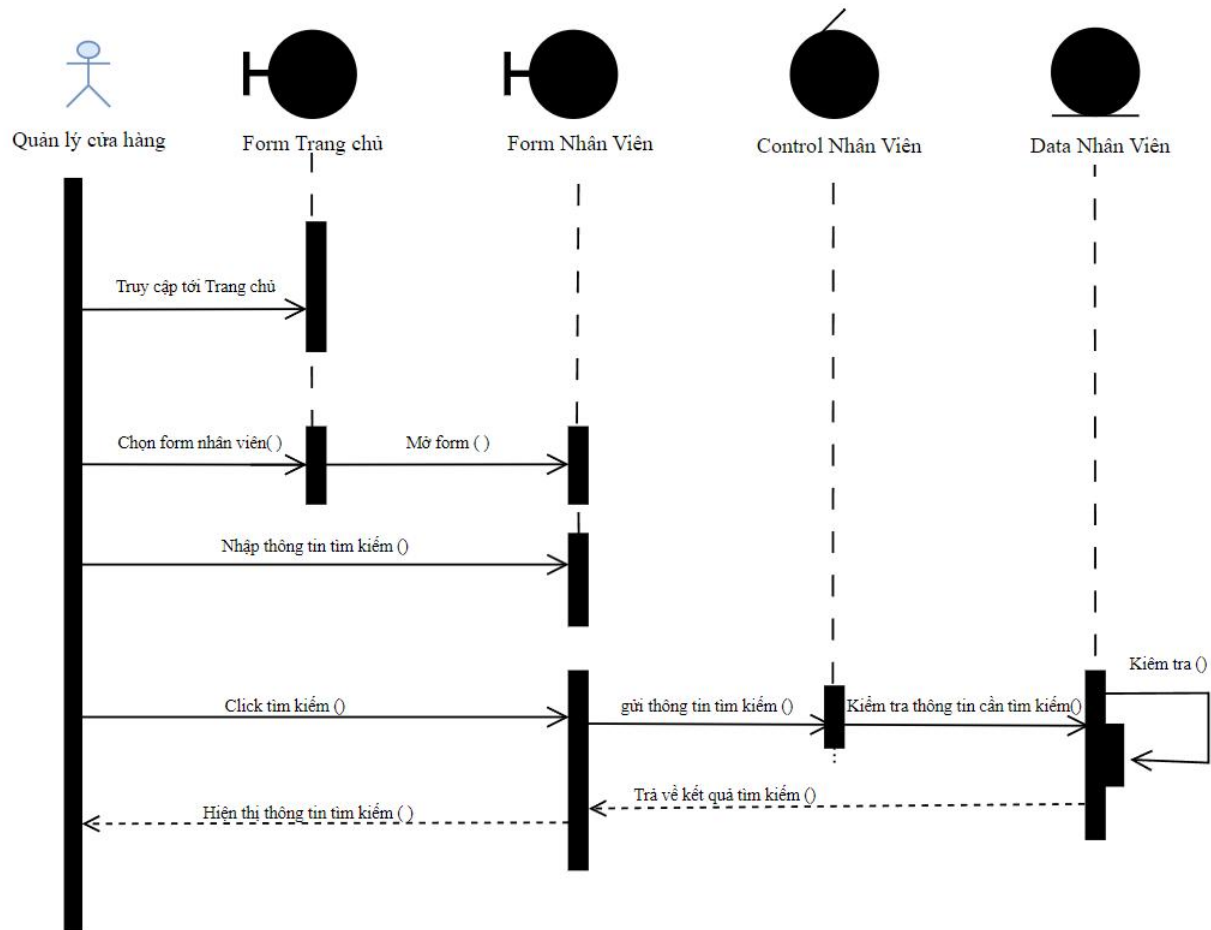 Quản lý cửa hàng
Form Trang chủ
Form Nhân Viên
Control Nhân Viên
Data Nhân Viên
Truy cập tới Trang chủ
Chọn form nhân viên( )
Mở form ( )
Nhập thông tin tìm kiếm ()
Kiêm tra ()
Click tìm kiếm ()
gửi thông tin tìm kiếm ()
Kiểm tra thông tin cần tìm kiếm()
Trả về kết quả tìm kiếm ()
Hiện thị thông tin tìm kiếm ( )